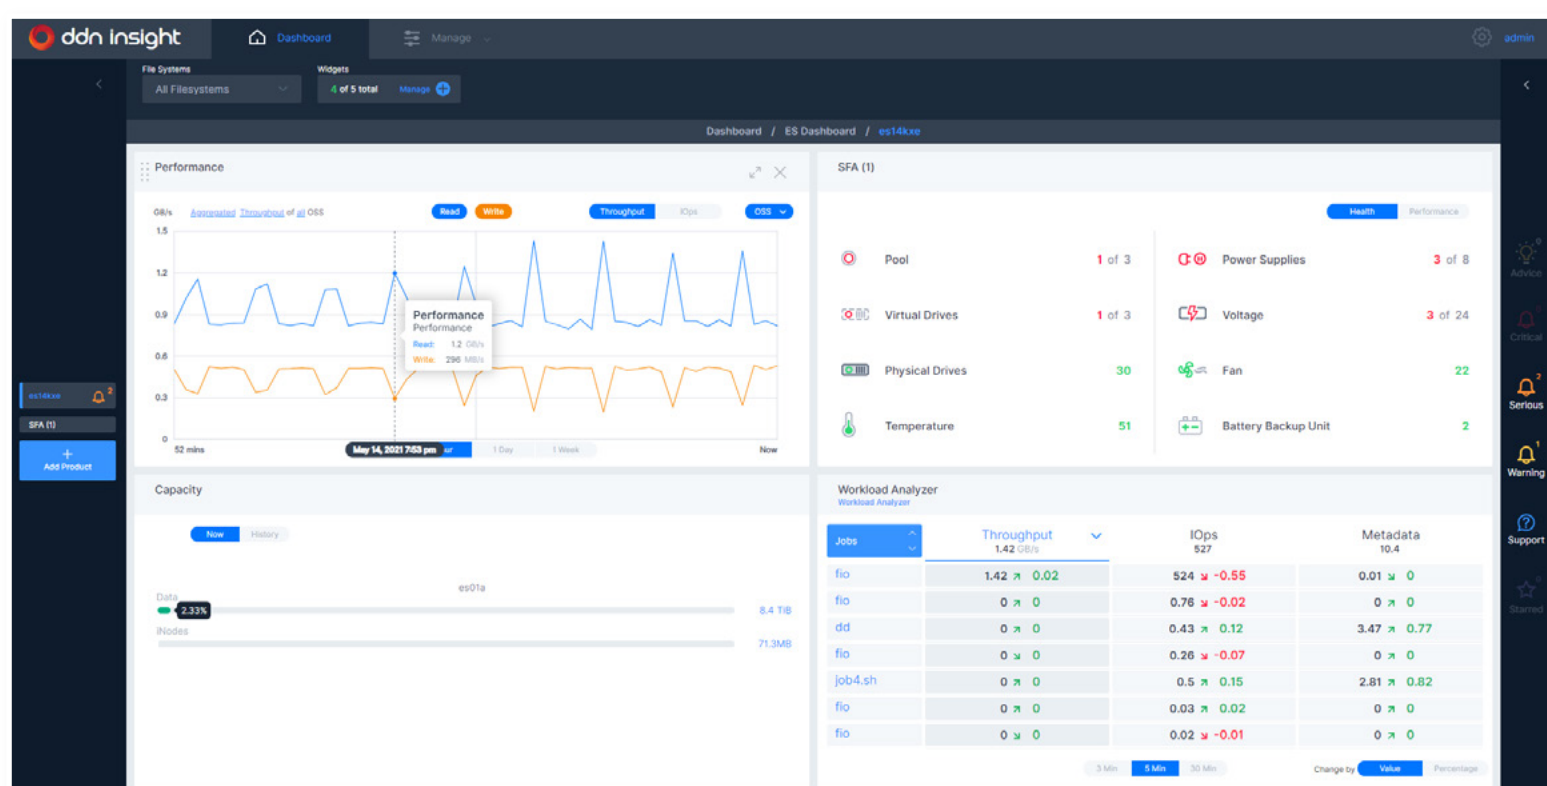 ddn insight
Dashboard
Manage
admin
File Systems
Widgets
All Filesystems
4 of 5 total
Manage
Dashboard / ES Dashboard / es14kxe
Performance
GB/s
Aggregated Throughput of all OSS
Read
Write
Throughput
IOps
OSS
1.5
1.2
0.9
0.6
0.3
0
Performance
Performance
Read: 1.2 GB/s
Write: 296 MB/s
52 mins
May 14, 2021 7:53 pm
ur
1 Day
1 Week
Now
SFA (1)
Health
Performance
Pool 1 of 3
Power Supplies 3 of 8
Virtual Drives 1 of 3
Voltage 3 of 24
Physical Drives 30
Fan 22
Temperature 51
Battery Backup Unit 2
es14kxe 2
SFA (1)
+
Add Product
Capacity
Now
History
es01a
Data
2.33%
8.4 TIB
iNodes
71.3MB
Workload Analyzer
Workload Analyzer
Jobs
Throughput
1.42 GB/s
IOps
527
Metadata
10.4
fio 1.42 0.02 524 -0.55 0.01 0
fio 0 0 0.76 -0.02 0 0
dd 0 0 0.43 0.12 3.47 0.77
fio 0 0 0.26 -0.07 0 0
job4.sh 0 0 0.5 0.15 2.81 0.82
fio 0 0 0.03 0.02 0 0
fio 0 0 0.02 -0.01 0 0
3 Min
5 Min
30 Min
Change by
Value
Percentage
Advice
Critical
2
Serious
1
Warning
Support
Starred